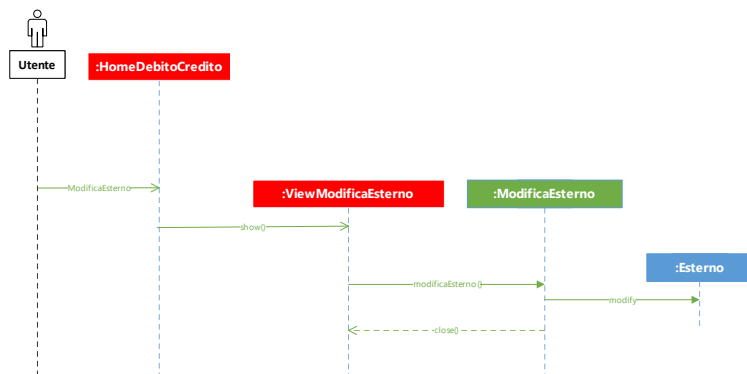 Utente
:HomeDebitoCredito
ModificaEsterno
:ViewModificaEsterno
:ModificaEsterno
show()
:Esterno
modificaEsterno()
modify
close()